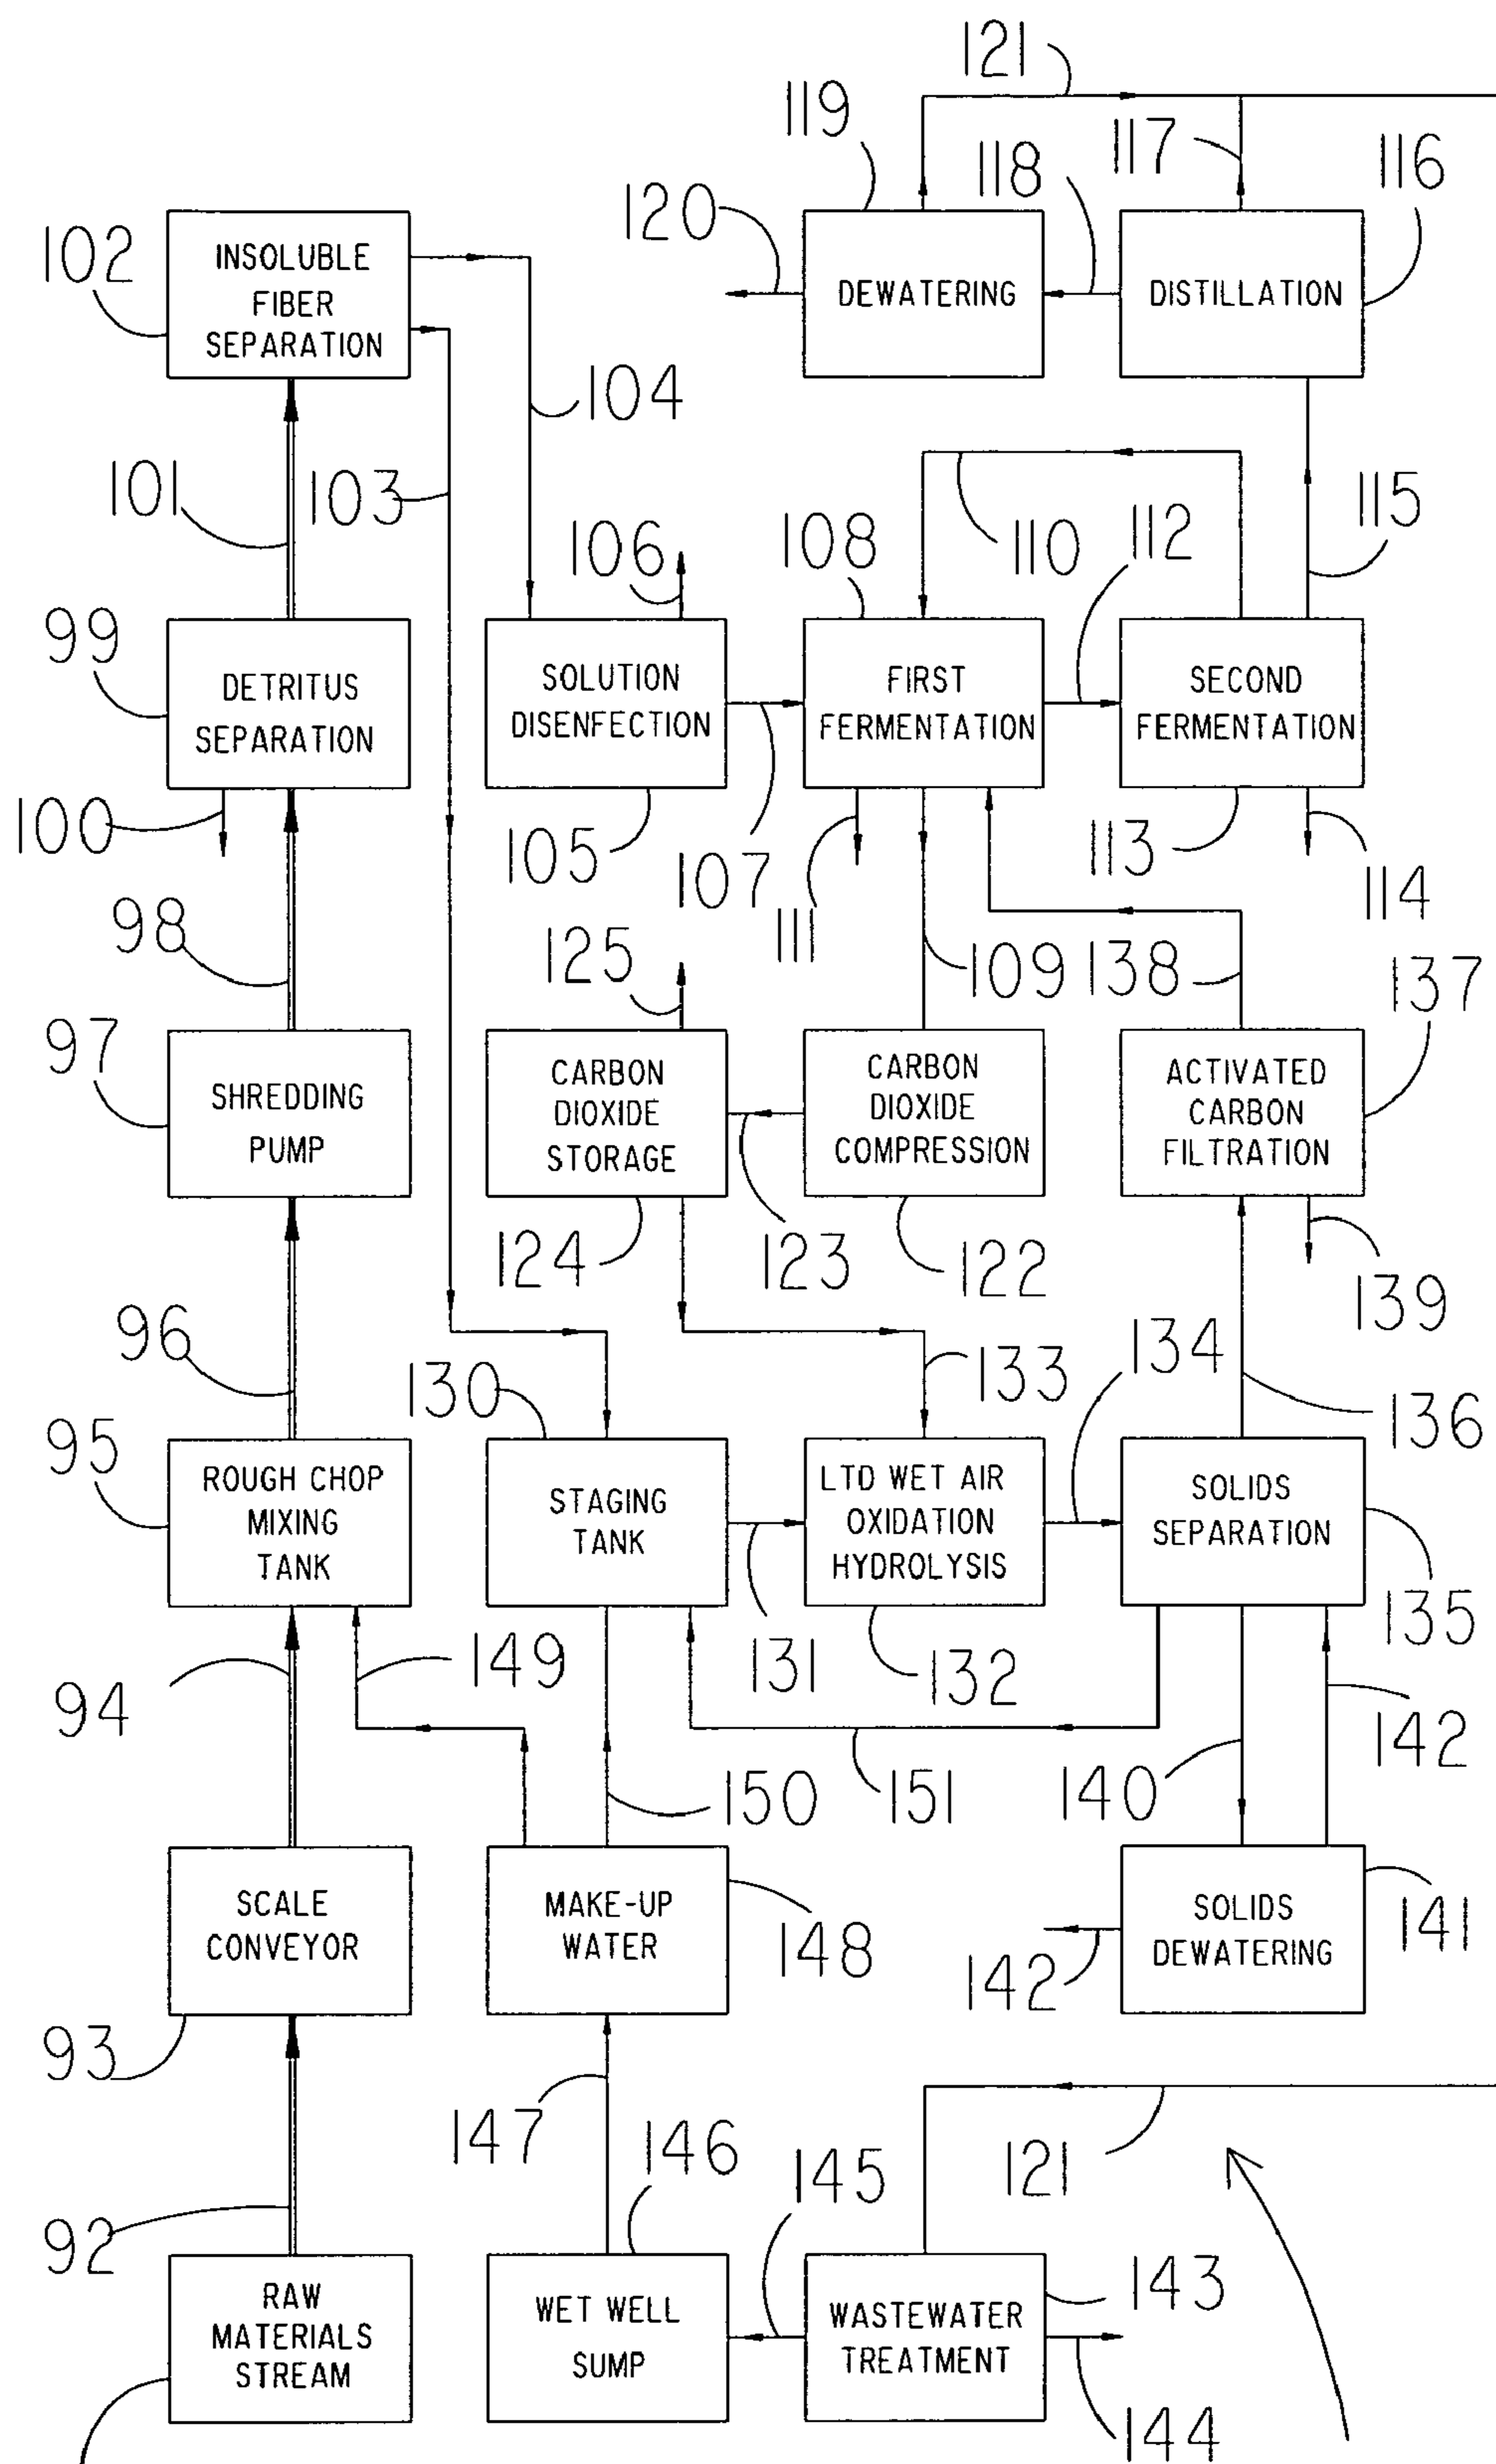 121
119
117
118
116
120
102
INSOLUBLE
FIBER
SEPARATION
DEWATERING
DISTILLATION
104
101
103
115
106
108
110
112
99
DETRITUS
SEPARATION
SOLUTION
DISENFECTION
FIRST
FERMENTATION
SECOND
FERMENTATION
100
105
107
111
113
114
98
125
109
138
137
97
SHREDDING
PUMP
CARBON
DIOXIDE
STORAGE
CARBON
DIOXIDE
COMPRESSION
ACTIVATED
CARBON
FILTRATION
124
123
122
139
96
130
133
134
136
95
ROUGH CHOP
MIXING
TANK
STAGING
TANK
LTD WET AIR
OXIDATION
HYDROLYSIS
SOLIDS
SEPARATION
135
94
149
131
132
142
150
151
140
SCALE
CONVEYOR
MAKE-UP
WATER
148
SOLIDS
DEWATERING
141
142
93
147
146
145
121
92
RAW
MATERIALS
STREAM
WET WELL
SUMP
WASTEWATER
TREATMENT
143
144